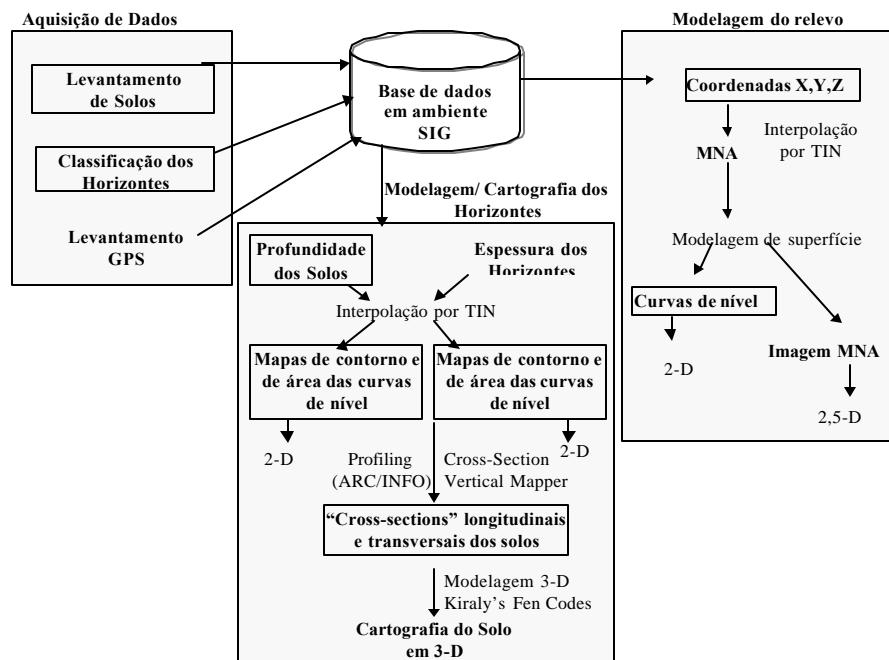 Aquisição de Dados
Levantamento
de Solos
Classificação dos
Horizontes
Levantamento
GPS
Base de dados
em ambiente
SIG
Modelagem do relevo
Coordenadas X,Y,Z
Interpolação
por TIN
MNA
Modelagem de superfície
Curvas de nível
2-D
Imagem MNA
2,5-D
Modelagem/ Cartografia dos
Horizontes
Profundidade
dos Solos
Espessura dos
Horizontes
Interpolação por TIN
Mapas de contorno e
de área das curvas
de nível
Mapas de contorno e
de área das curvas
de nível
2-D
2-D
Profiling
(ARC/INFO)
Cross-Section
Vertical Mapper
“Cross-sections” longitudinais
e transversais dos solos
Modelagem 3-D
Kiraly's Fen Codes
Cartografia do Solo
em 3-D